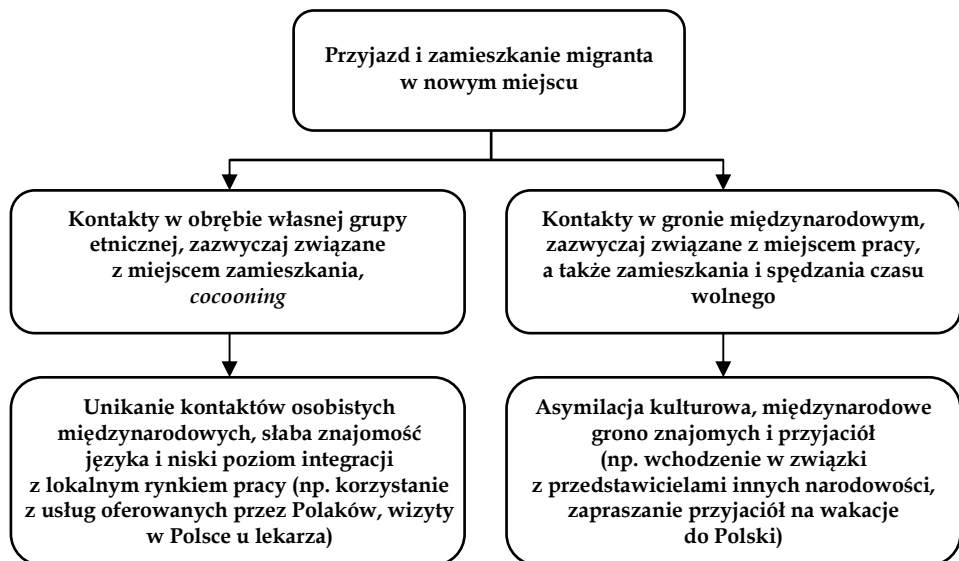 Przyjazd i zamieszkanie migranta
w nowym miejscu
Kontakty w obrębie własnej grupy
etnicznej, zazwyczaj związane
z miejscem zamieszkania,
cocooning
Kontakty w gronie międzynarodowym,
zazwyczaj związane z miejscem pracy,
a także zamieszkania i spędzania czasu
wolnego
Unikanie kontaktów osobistych
międzynarodowych, słaba znajomość
języka i niski poziom integracji
z lokalnym rynkiem pracy (np. korzystanie
z usług oferowanych przez Polaków, wizyty
w Polsce u lekarza)
Asymilacja kulturowa, międzynarodowe
grono znajomych i przyjaciół
(np. wchodzenie w związki
z przedstawicielami innych narodowości,
zapraszanie przyjaciół na wakacje
do Polski)